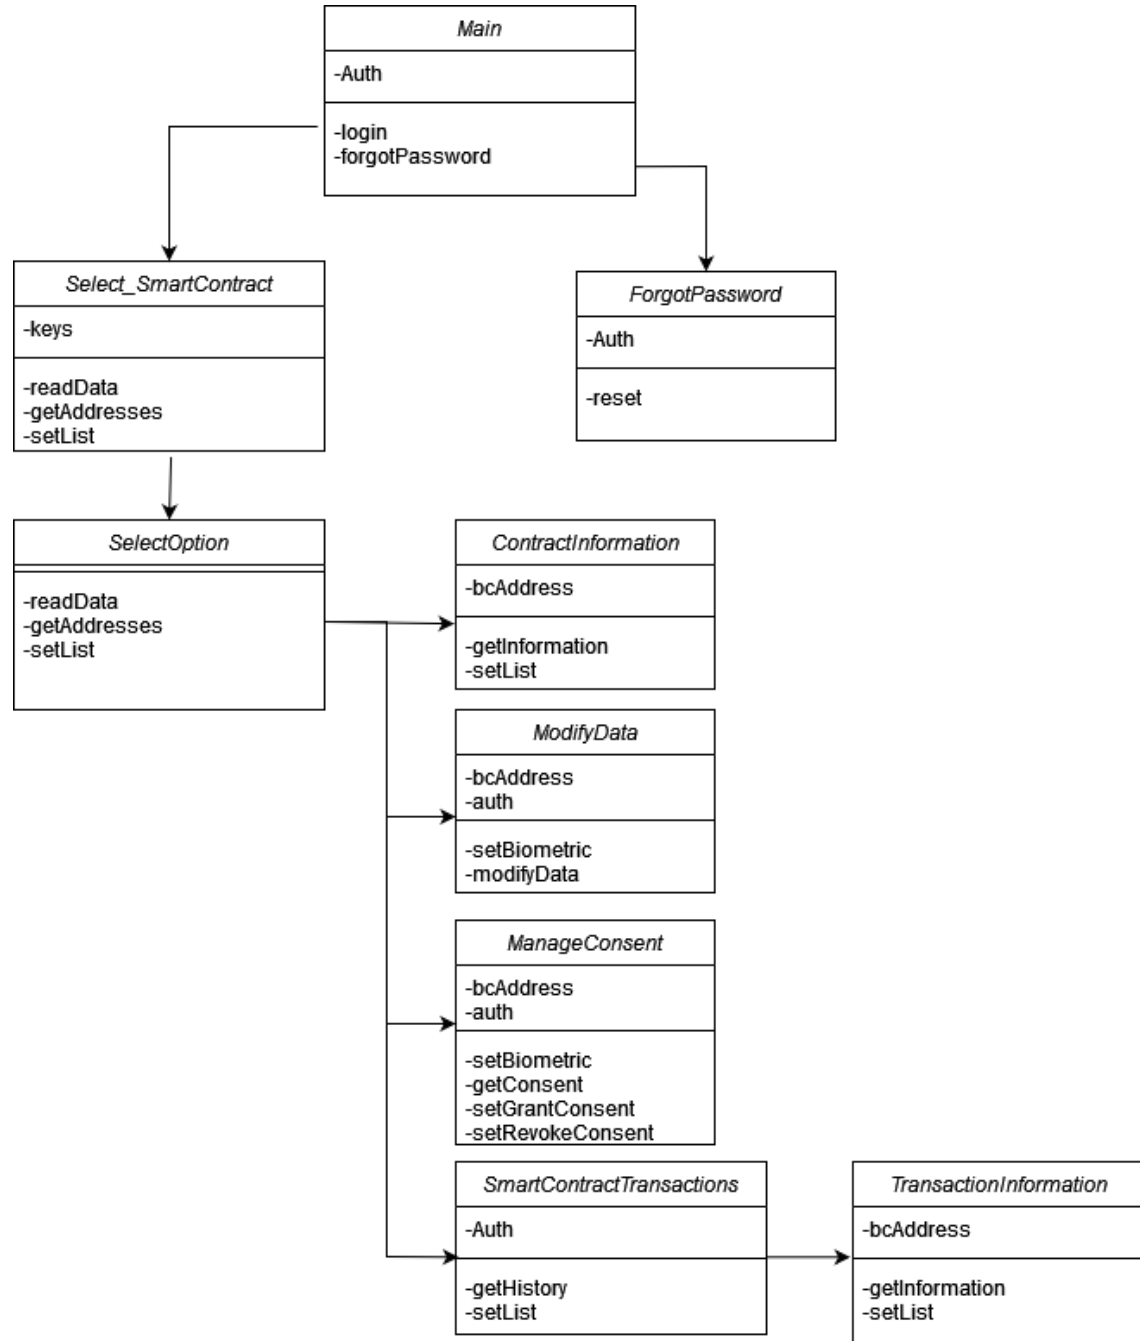 Main
-Auth
-login
-forgotPassword
Select_SmartContract
-keys
-readData
-getAddresses
-setList
ForgotPassword
-Auth
-reset
SelectOption
-readData
-getAddresses
-setList
ContractInformation
-bcAddress
-getInformation
-setList
ModifyData
-bcAddress
-auth
-setBiometric
-modifyData
ManageConsent
-bcAddress
-auth
-setBiometric
-getConsent
-setGrantConsent
-setRevokeConsent
SmartContractTransactions
-Auth
-getHistory
-setList
TransactionInformation
-bcAddress
-getInformation
-setList